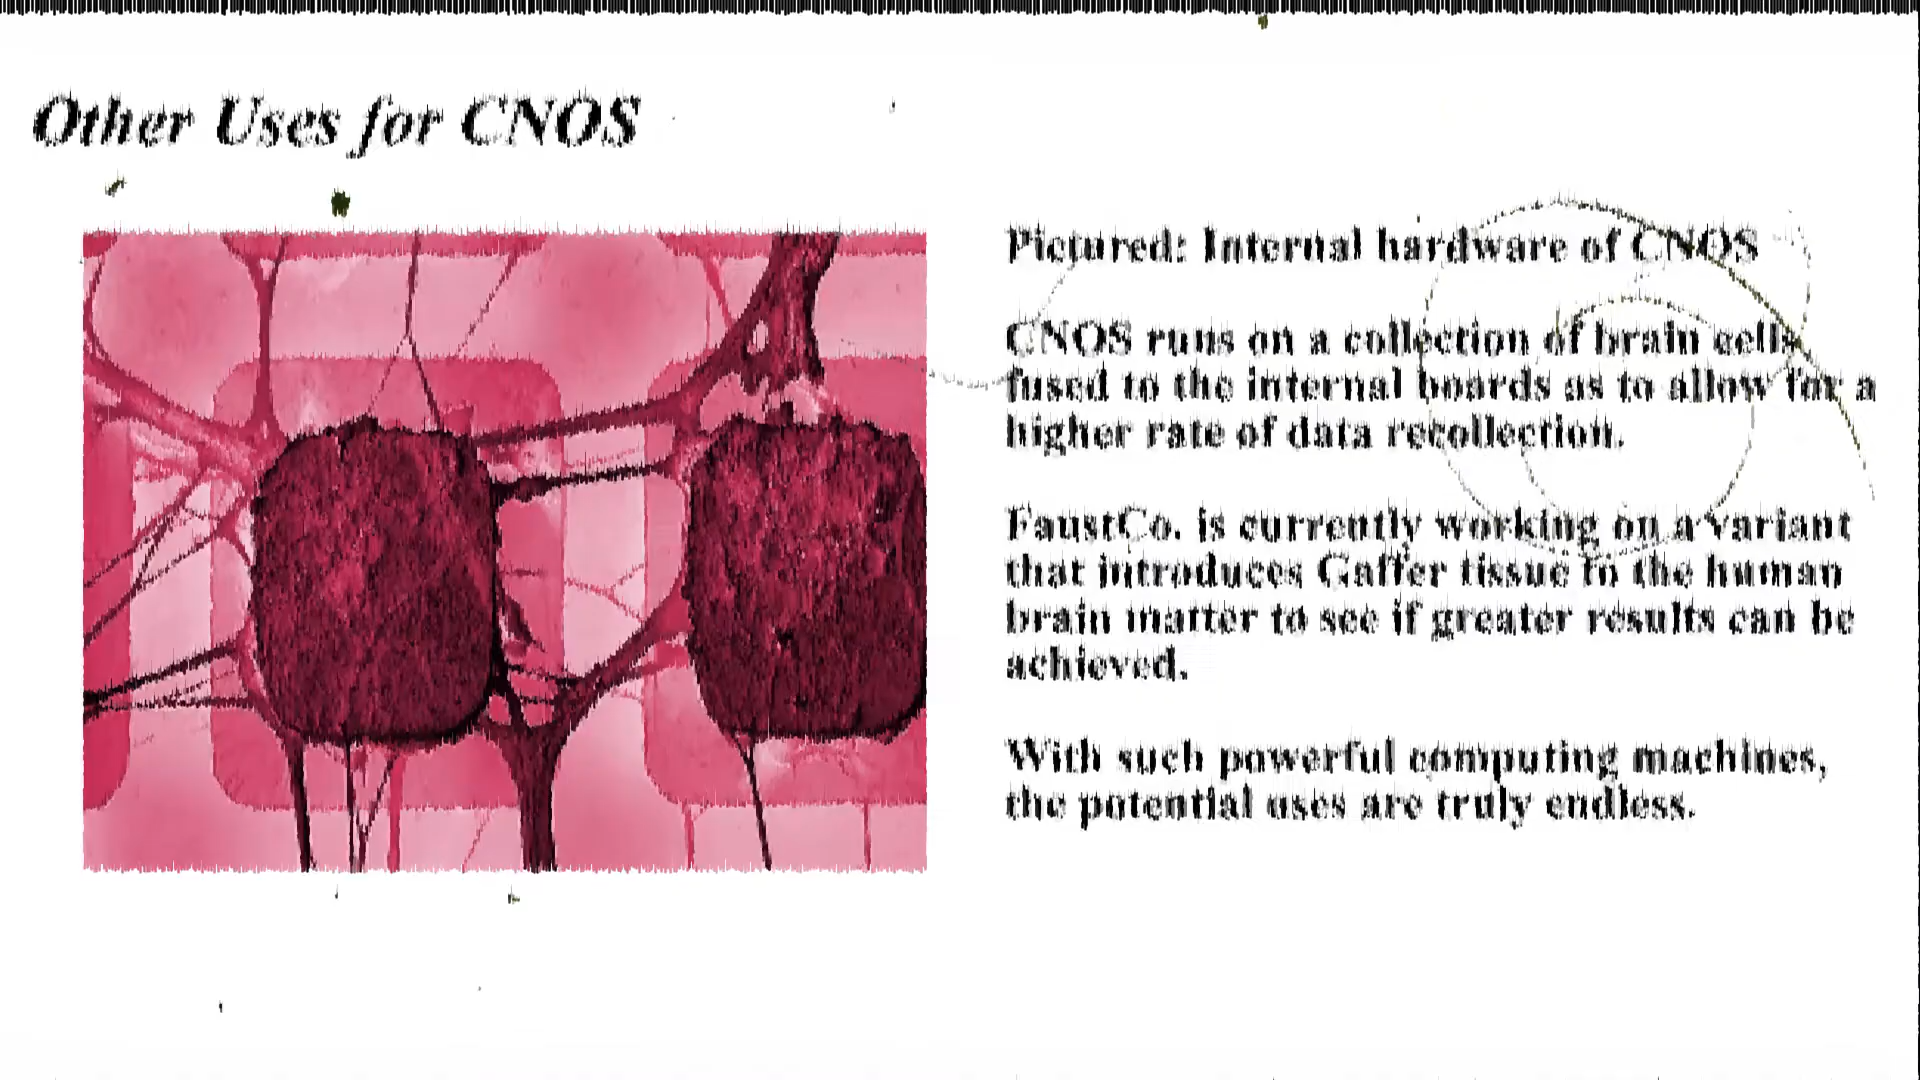 Other Uses for CNOS
Pictured: Internal hardware of CNOS
CNOS runs on a collection of brain cells
fused to the internal boards as to allow for a
higher rate of data recollection.
FaustCo. is currently working on a variant
that introduces Gaffer tissue to the human
brain matter to see if greater results can be
achieved.
With such powerful computing machines,
the potential uses are truly endless.